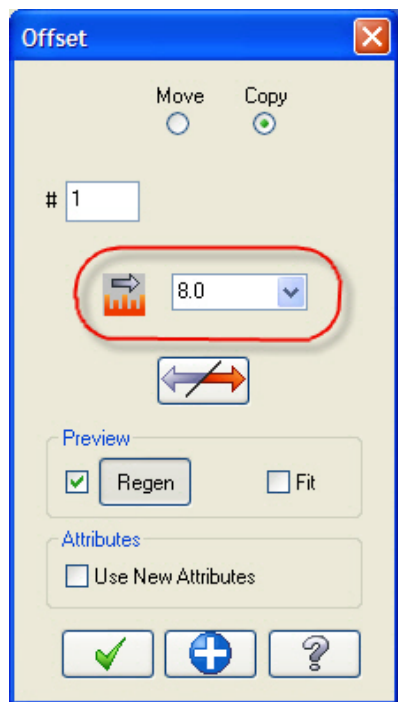 Offset
Move Copy
# 1
8.0
Preview
Regen Fit
Attributes
Use New Attributes
?